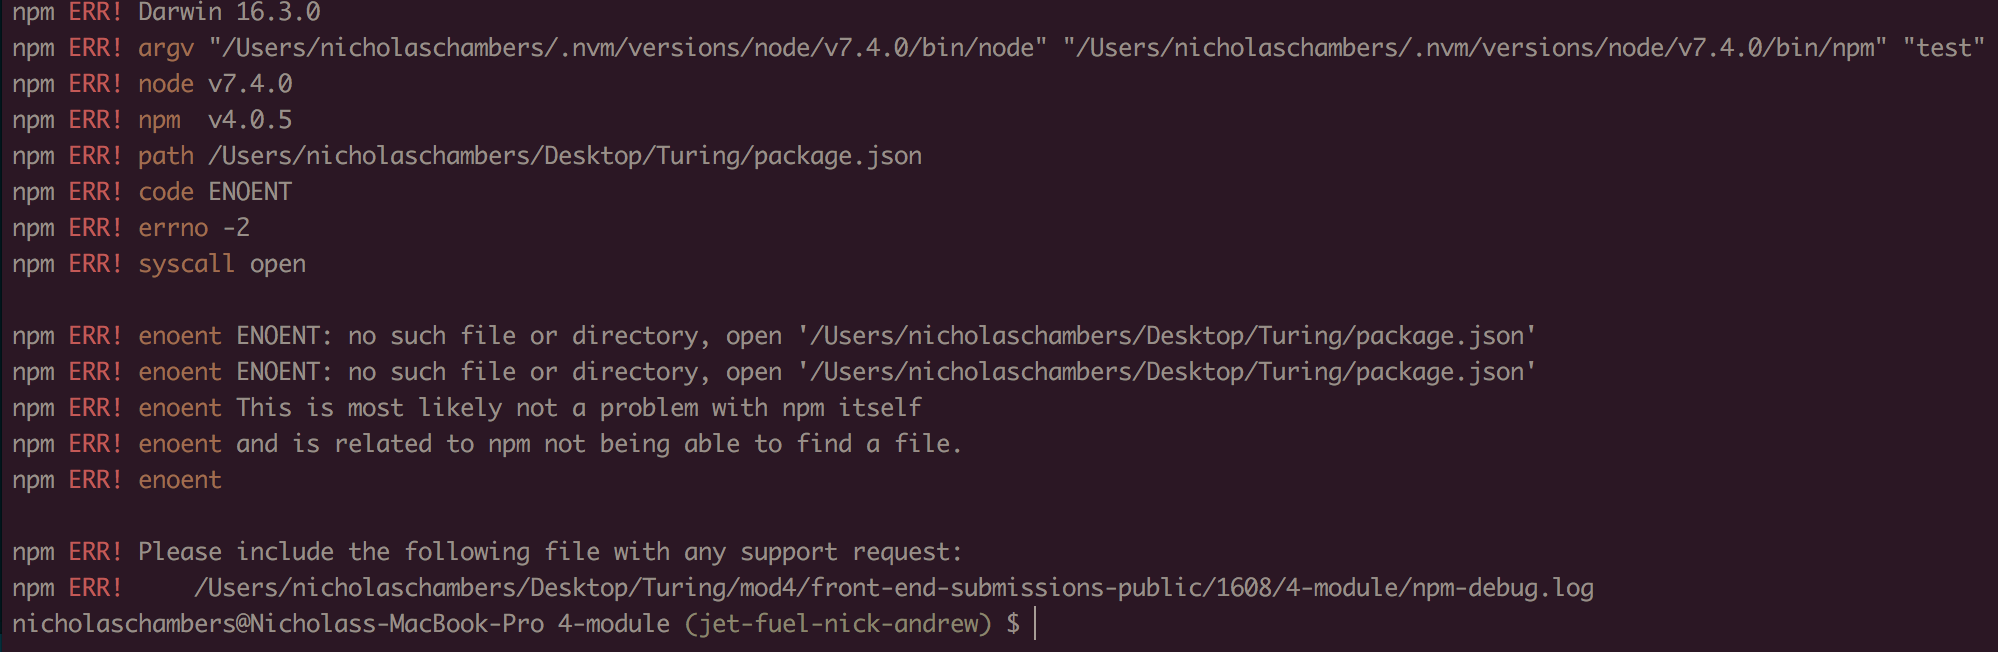 npm ERR! Darwin 16.3.0
npm ERR! argv "/Users/nicholaschambers/.nvm/versions/node/v7.4.0/bin/node" "/Users/nicholaschambers/.nvm/versions/node/v7.4.0/bin/npm" "test"
npm ERR! node v7.4.0
npm ERR! npm  v4.0.5
npm ERR! path /Users/nicholaschambers/Desktop/Turing/package.json
npm ERR! code ENOENT
npm ERR! errno -2
npm ERR! syscall open
npm ERR! enoent ENOENT: no such file or directory, open '/Users/nicholaschambers/Desktop/Turing/package.json'
npm ERR! enoent ENOENT: no such file or directory, open '/Users/nicholaschambers/Desktop/Turing/package.json'
npm ERR! enoent This is most likely not a problem with npm itself
npm ERR! enoent and is related to npm not being able to find a file.
npm ERR! enoent
npm ERR! Please include the following file with any support request:
npm ERR!     /Users/nicholaschambers/Desktop/Turing/mod4/front-end-submissions-public/1608/4-module/npm-debug.log
nicholaschambers@Nicholass-MacBook-Pro 4-module (jet-fuel-nick-andrew) $